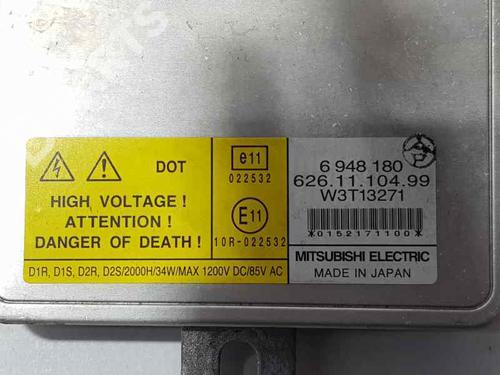 DOT
HIGH VOLTAGE !
ATTENTION !
DANGER OF DEATH !
D1R, D1S, D2R, D2S/2000H/34W/MAX 1200V DC/85V AC
e11
022532
E11
10R-022532
6 948 180
626.11.104.99
W3T13271
*0152171100*
MITSUBISHI ELECTRIC
MADE IN JAPAN